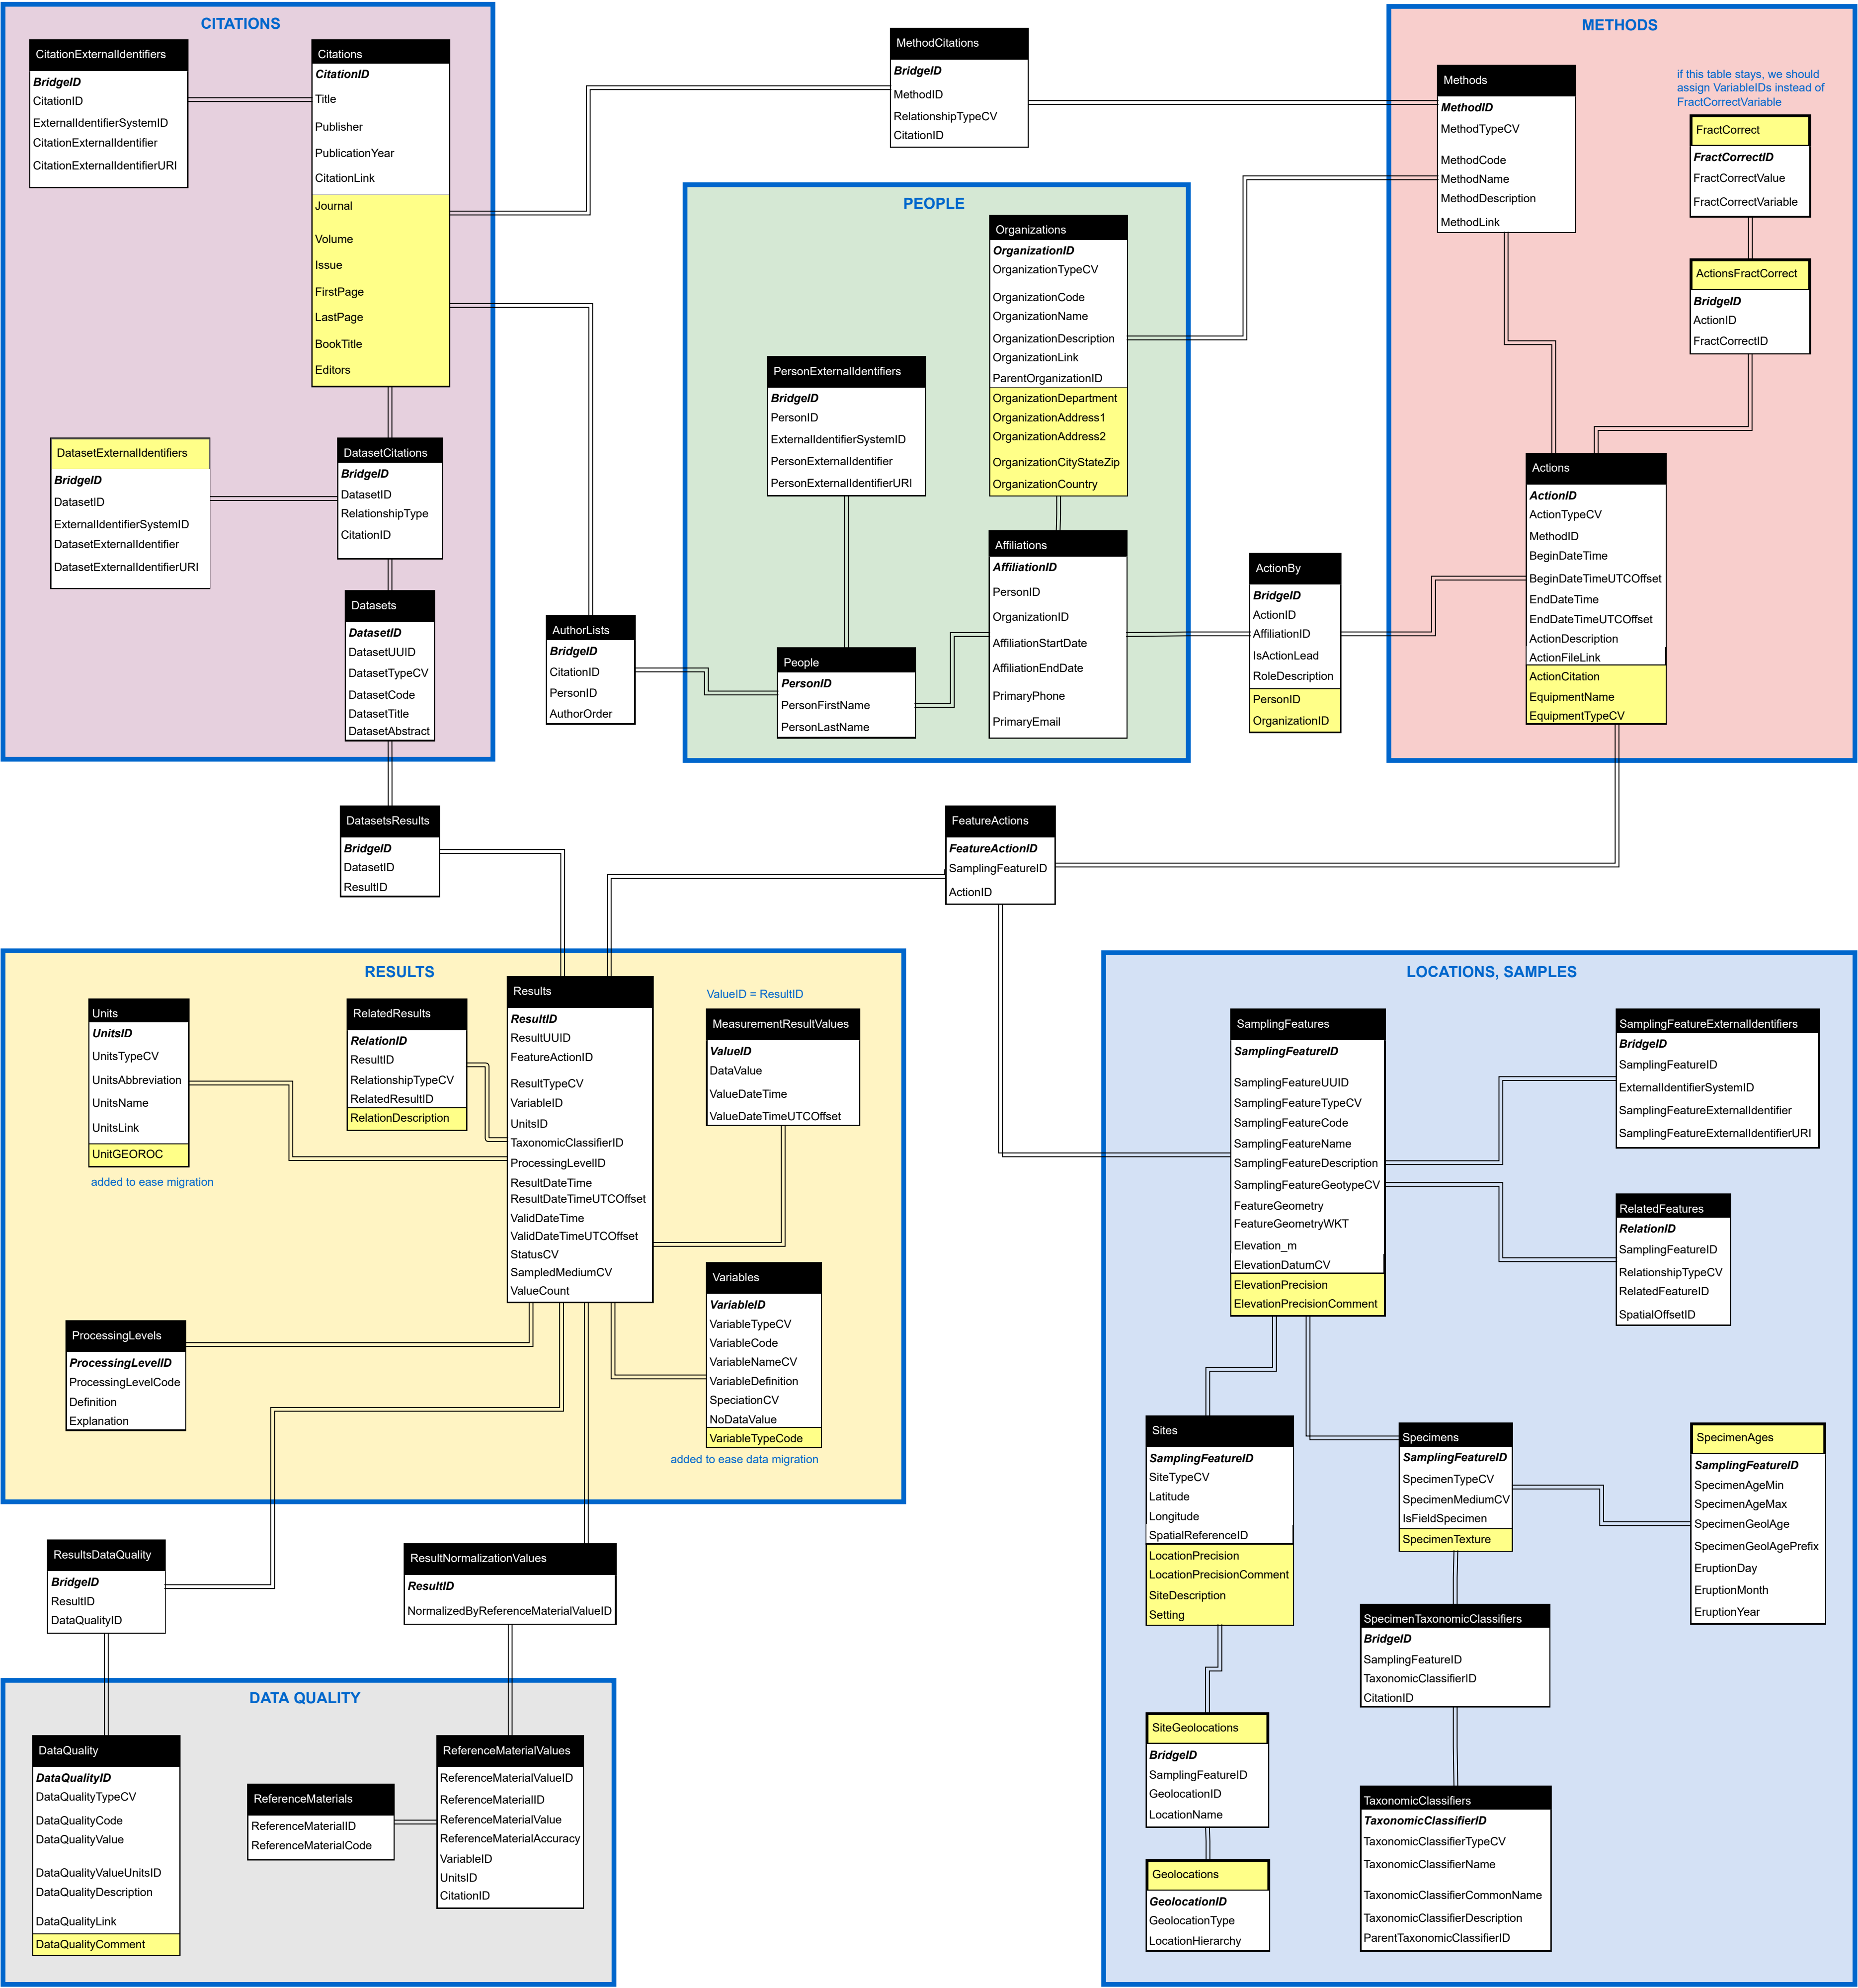 CITATIONS
CitationExternalIdentifiers
BridgeID
CitationID
ExternalIdentifierSystemID
CitationExternalIdentifier
CitationExternalIdentifierURI
Citations
CitationID
Title
Publisher
PublicationYear
CitationLink
Journal
Volume
Issue
FirstPage
LastPage
BookTitle
Editors
DatasetExternalIdentifiers
BridgeID
DatasetID
ExternalIdentifierSystemID
DatasetExternalIdentifier
DatasetExternalIdentifierURI
DatasetCitations
BridgeID
DatasetID
RelationshipType
CitationID
Datasets
DatasetID
DatasetUUID
DatasetTypeCV
DatasetCode
DatasetTitle
DatasetAbstract
MethodCitations
BridgeID
MethodID
RelationshipTypeCV
CitationID
AuthorLists
BridgeID
CitationID
PersonID
AuthorOrder
PEOPLE
Organizations
OrganizationID
OrganizationTypeCV
OrganizationCode
OrganizationName
OrganizationDescription
OrganizationLink
ParentOrganizationID
OrganizationDepartment
OrganizationAddress1
OrganizationAddress2
OrganizationCityStateZip
OrganizationCountry
PersonExternalIdentifiers
BridgeID
PersonID
ExternalIdentifierSystemID
PersonExternalIdentifier
PersonExternalIdentifierURI
Affiliations
AffiliationID
PersonID
OrganizationID
AffiliationStartDate
AffiliationEndDate
PrimaryPhone
PrimaryEmail
People
PersonID
PersonFirstName
PersonLastName
ActionBy
BridgeID
ActionID
AffiliationID
IsActionLead
RoleDescription
PersonID
OrganizationID
METHODS
Methods
MethodID
MethodTypeCV
MethodCode
MethodName
MethodDescription
MethodLink
if this table stays, we should
assign VariableIDs instead of
FractCorrectVariable
FractCorrect
FractCorrectID
FractCorrectValue
FractCorrectVariable
ActionsFractCorrect
BridgeID
ActionID
FractCorrectID
Actions
ActionID
ActionTypeCV
MethodID
BeginDateTime
BeginDateTimeUTCOffset
EndDateTime
EndDateTimeUTCOffset
ActionDescription
ActionFileLink
ActionCitation
EquipmentName
EquipmentTypeCV
DatasetsResults
BridgeID
DatasetID
ResultID
FeatureActions
FeatureActionID
SamplingFeatureID
ActionID
RESULTS
Units
UnitsID
UnitsTypeCV
UnitsAbbreviation
UnitsName
UnitsLink
UnitGEOROC
added to ease migration
RelatedResults
RelationID
ResultID
RelationshipTypeCV
RelatedResultID
RelationDescription
Results
ResultID
ResultUUID
FeatureActionID
ResultTypeCV
VariableID
UnitsID
TaxonomicClassifierID
ProcessingLevelID
ResultDateTime
ResultDateTimeUTCOffset
ValidDateTime
ValidDateTimeUTCOffset
StatusCV
SampledMediumCV
ValueCount
ValueID = ResultID
MeasurementResultValues
ValueID
DataValue
ValueDateTime
ValueDateTimeUTCOffset
Variables
VariableID
VariableTypeCV
VariableCode
VariableNameCV
VariableDefinition
SpeciationCV
NoDataValue
VariableTypeCode
added to ease data migration
ProcessingLevels
ProcessingLevelID
ProcessingLevelCode
Definition
Explanation
ResultsDataQuality
BridgeID
ResultID
DataQualityID
ResultNormalizationValues
ResultID
NormalizedByReferenceMaterialValueID
DATA QUALITY
DataQuality
DataQualityID
DataQualityTypeCV
DataQualityCode
DataQualityValue
DataQualityValueUnitsID
DataQualityDescription
DataQualityLink
DataQualityComment
ReferenceMaterials
ReferenceMaterialID
ReferenceMaterialCode
ReferenceMaterialValues
ReferenceMaterialValueID
ReferenceMaterialID
ReferenceMaterialValue
ReferenceMaterialAccuracy
VariableID
UnitsID
CitationID
LOCATIONS, SAMPLES
SamplingFeatures
SamplingFeatureID
SamplingFeatureUUID
SamplingFeatureTypeCV
SamplingFeatureCode
SamplingFeatureName
SamplingFeatureDescription
SamplingFeatureGeotypeCV
FeatureGeometry
FeatureGeometryWKT
Elevation_m
ElevationDatumCV
ElevationPrecision
ElevationPrecisionComment
SamplingFeatureExternalIdentifiers
BridgeID
SamplingFeatureID
ExternalIdentifierSystemID
SamplingFeatureExternalIdentifier
SamplingFeatureExternalIdentifierURI
RelatedFeatures
RelationID
SamplingFeatureID
RelationshipTypeCV
RelatedFeatureID
SpatialOffsetID
Sites
SamplingFeatureID
SiteTypeCV
Latitude
Longitude
SpatialReferenceID
LocationPrecision
LocationPrecisionComment
SiteDescription
Setting
Specimens
SamplingFeatureID
SpecimenTypeCV
SpecimenMediumCV
IsFieldSpecimen
SpecimenTexture
SpecimenAges
SamplingFeatureID
SpecimenAgeMin
SpecimenAgeMax
SpecimenGeolAge
SpecimenGeolAgePrefix
EruptionDay
EruptionMonth
EruptionYear
SpecimenTaxonomicClassifiers
BridgeID
SamplingFeatureID
TaxonomicClassifierID
CitationID
SiteGeolocations
BridgeID
SamplingFeatureID
GeolocationID
LocationName
Geolocations
GeolocationID
GeolocationType
LocationHierarchy
TaxonomicClassifiers
TaxonomicClassifierID
TaxonomicClassifierTypeCV
TaxonomicClassifierName
TaxonomicClassifierCommonName
TaxonomicClassifierDescription
ParentTaxonomicClassifierID